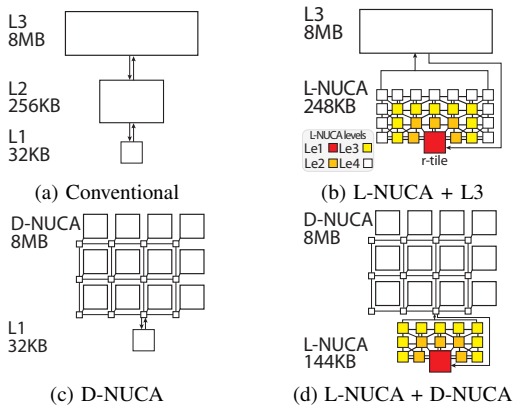 L3
8MB
L2
256KB
L1
32KB
(a) Conventional
L3
8MB
L-NUCA
248KB
L-NUCA levels
Le1 Le3
Le2 Le4
r-tile
(b) L-NUCA + L3
D-NUCA
8MB
L1
32KB
(c) D-NUCA
D-NUCA
8MB
L-NUCA
144KB
(d) L-NUCA + D-NUCA